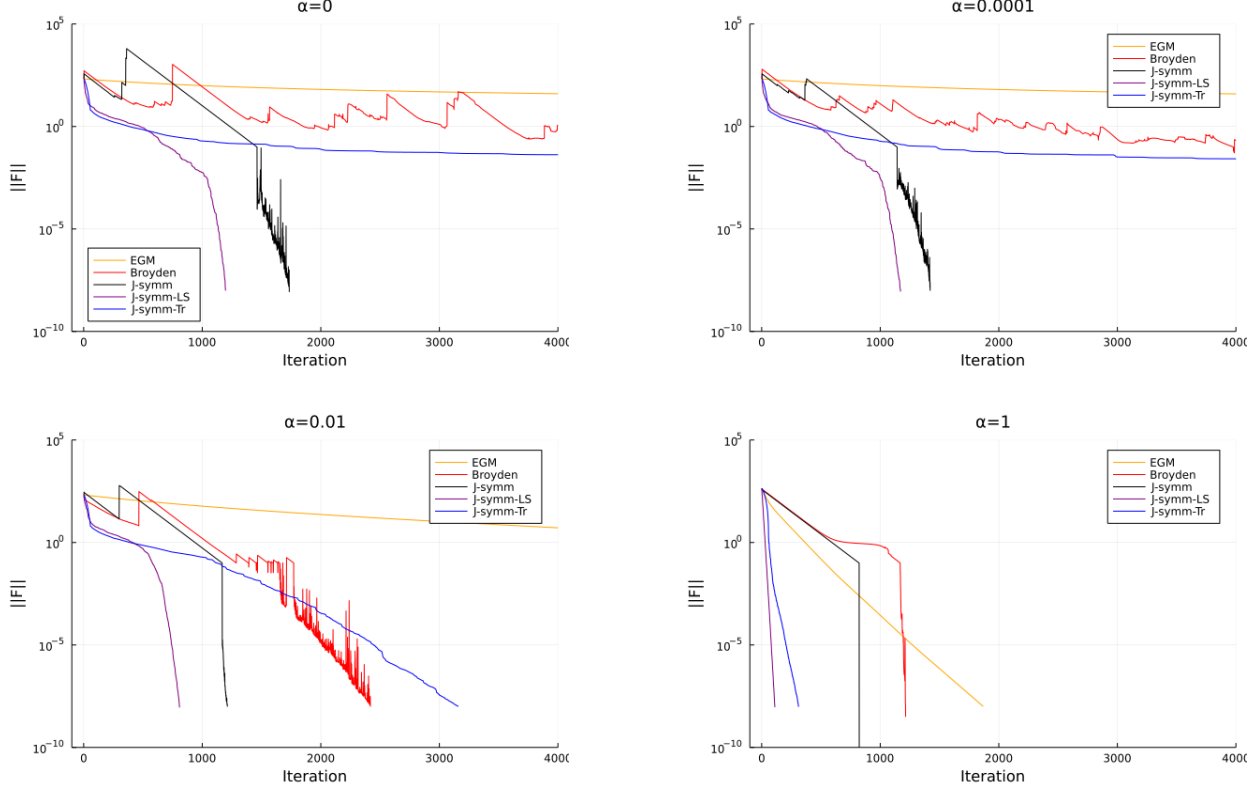 α=0
10^5
10^0
10^-5
10^-10
||F||
EGM
Broyden
J-symm
J-symm-LS
J-symm-Tr
0
1000
2000
3000
4000
Iteration
α=0.0001
10^5
10^0
10^-5
10^-10
||F||
EGM
Broyden
J-symm
J-symm-LS
J-symm-Tr
0
1000
2000
3000
4000
Iteration
α=0.01
10^5
10^0
10^-5
10^-10
||F||
EGM
Broyden
J-symm
J-symm-LS
J-symm-Tr
0
1000
2000
3000
4000
Iteration
α=1
10^5
10^0
10^-5
10^-10
||F||
EGM
Broyden
J-symm
J-symm-LS
J-symm-Tr
0
1000
2000
3000
4000
Iteration